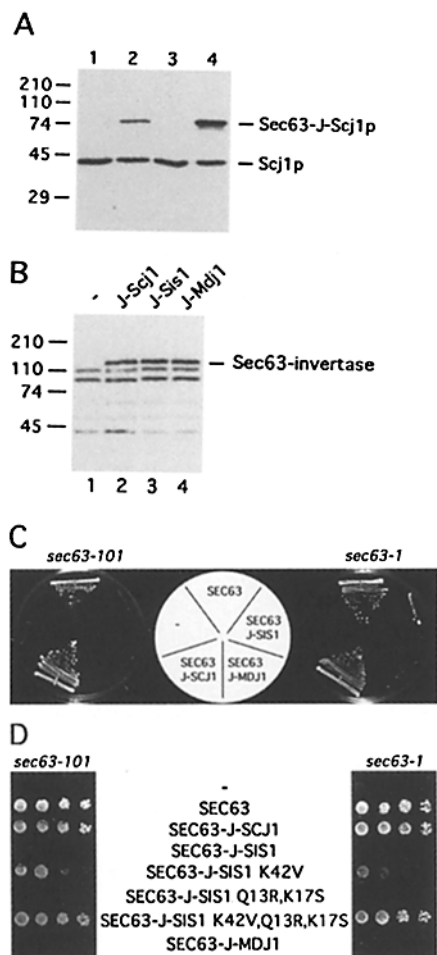 A
1 2 3 4
210
110
74
45
29
Sec63-J-Scj1p
Scj1p
B
- J-Scj1 J-Sis1 J-Mdj1
210
110
74
45
Sec63-invertase
1 2 3 4
C
sec63-101
sec63-1
SEC63
-
SEC63
J-SIS1
SEC63
J-SCJ1
SEC63
J-MDJ1
D
sec63-101
sec63-1
-
SEC63
SEC63-J-SCJ1
SEC63-J-SIS1
SEC63-J-SIS1 K42V
SEC63-J-SIS1 Q13R,K17S
SEC63-J-SIS1 K42V,Q13R,K17S
SEC63-J-MDJ1